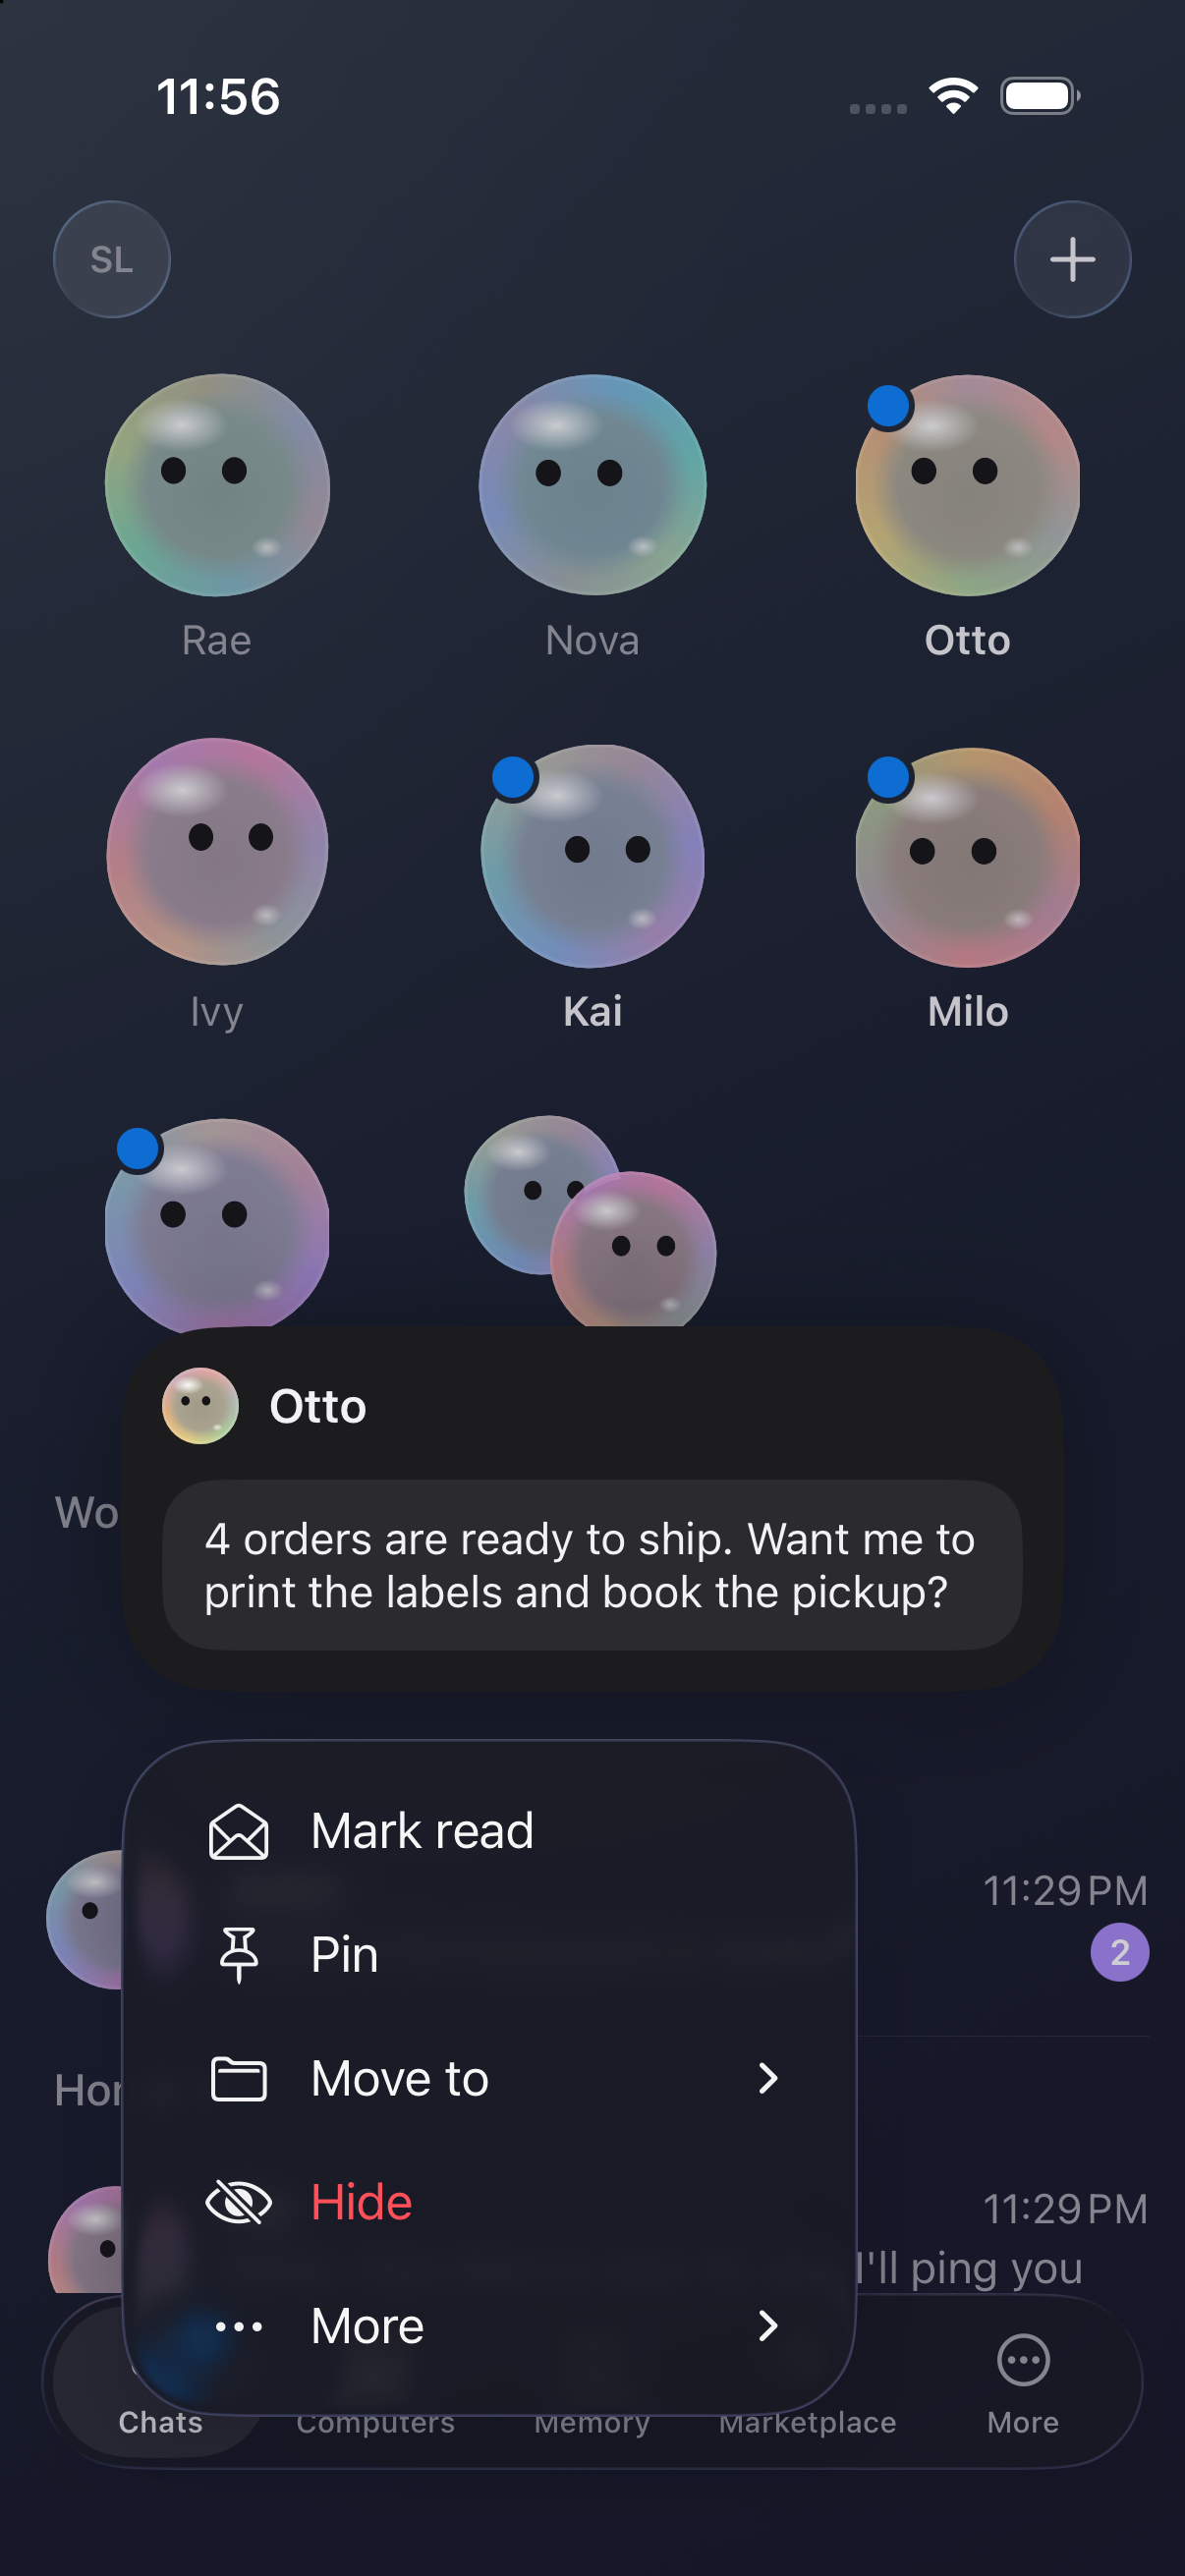 11:56
SL
Rae
Nova
Otto
Ivy
Kai
Milo
Otto
4 orders are ready to ship. Want me to
print the labels and book the pickup?
Mark read
11:29 PM
2
Pin
Move to
Hide
11:29 PM
I'll ping you
More
Chats
Computers
Memory
Marketplace
More